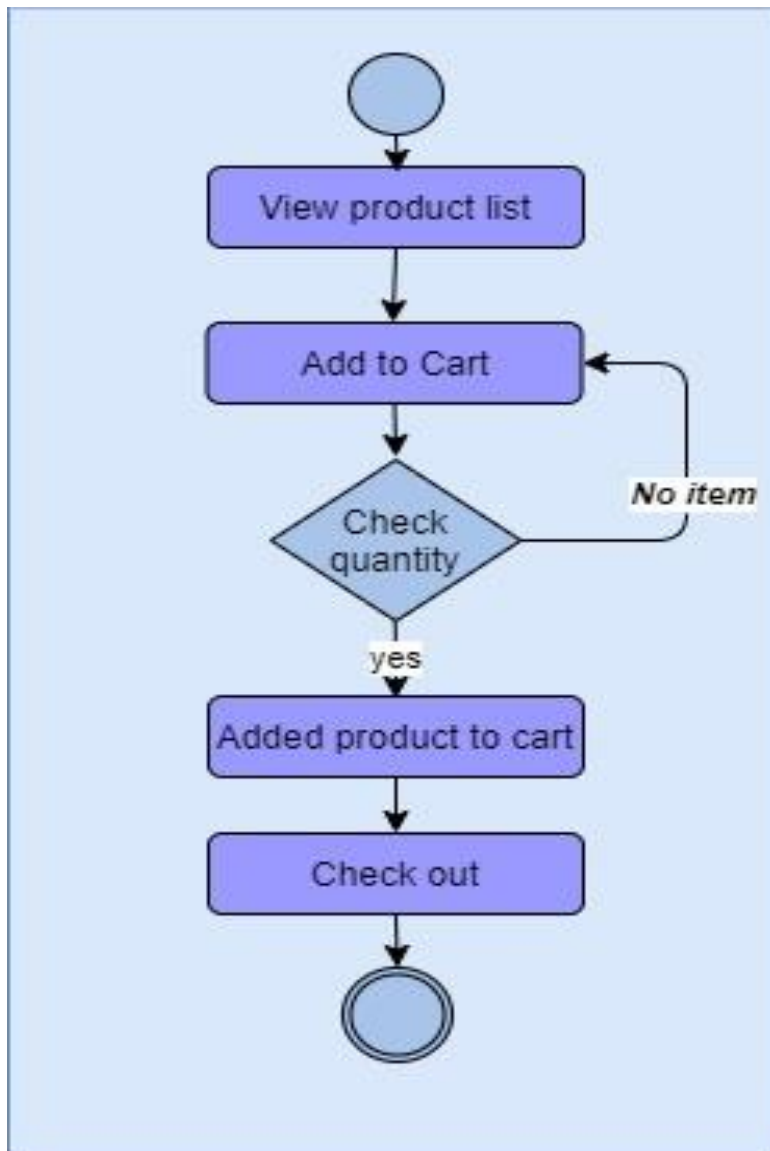 View product list
Add to Cart
No item
Check
quantity
yes
Added product to cart
Check out